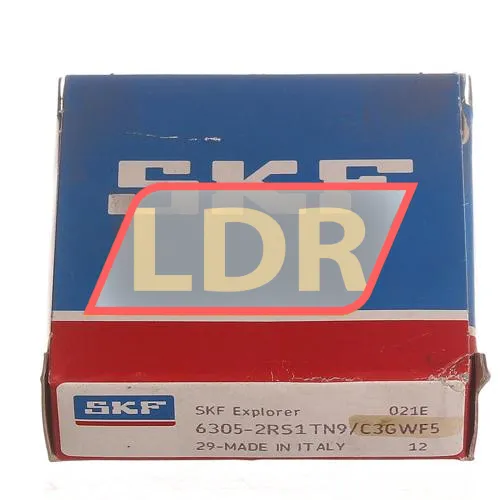 SKF
LDR
SKF
SKF Explorer 021E
6305-2RS1TN9/C3GWF5
29-MADE IN ITALY 12